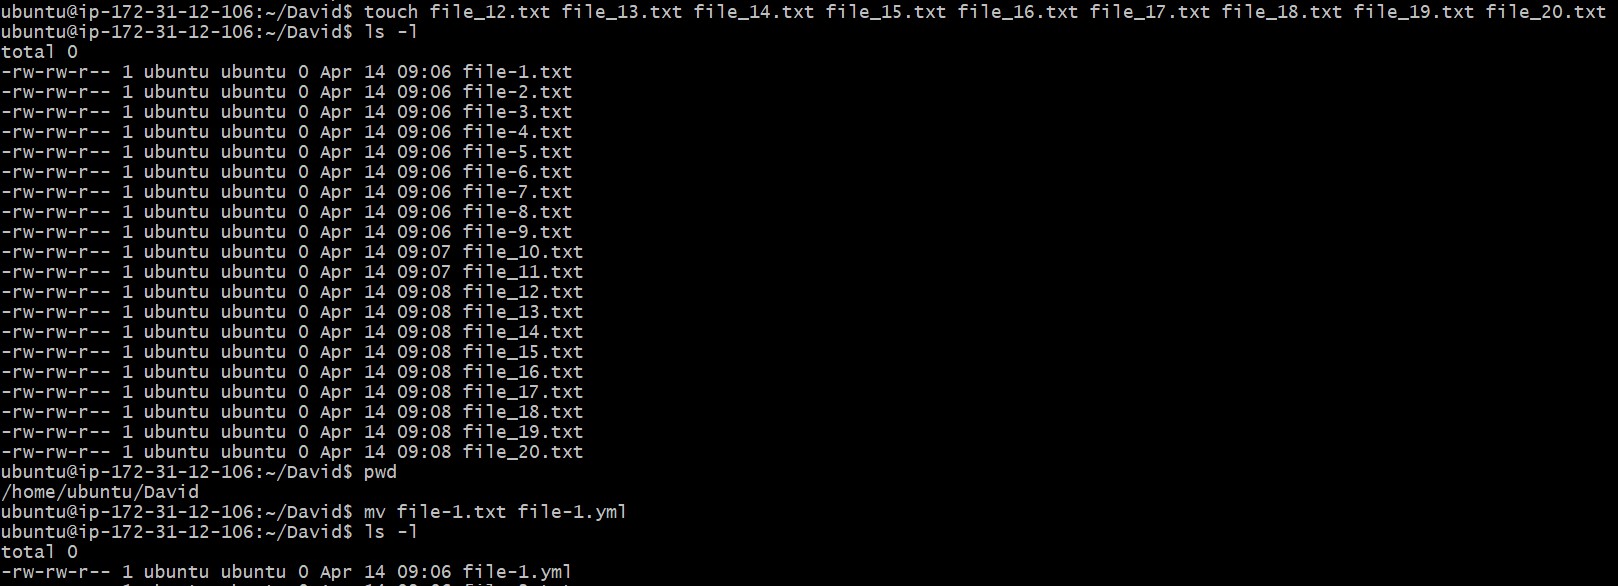 ubuntu@ip-172-31-12-106:~/David$ touch file_12.txt file_13.txt file_14.txt file_15.txt file_16.txt file_17.txt file_18.txt file_19.txt file_20.txt
ubuntu@ip-172-31-12-106:~/David$ ls -l
total 0
-rw-rw-r-- 1 ubuntu ubuntu 0 Apr 14 09:06 file-1.txt
-rw-rw-r-- 1 ubuntu ubuntu 0 Apr 14 09:06 file-2.txt
-rw-rw-r-- 1 ubuntu ubuntu 0 Apr 14 09:06 file-3.txt
-rw-rw-r-- 1 ubuntu ubuntu 0 Apr 14 09:06 file-4.txt
-rw-rw-r-- 1 ubuntu ubuntu 0 Apr 14 09:06 file-5.txt
-rw-rw-r-- 1 ubuntu ubuntu 0 Apr 14 09:06 file-6.txt
-rw-rw-r-- 1 ubuntu ubuntu 0 Apr 14 09:06 file-7.txt
-rw-rw-r-- 1 ubuntu ubuntu 0 Apr 14 09:06 file-8.txt
-rw-rw-r-- 1 ubuntu ubuntu 0 Apr 14 09:06 file-9.txt
-rw-rw-r-- 1 ubuntu ubuntu 0 Apr 14 09:07 file_10.txt
-rw-rw-r-- 1 ubuntu ubuntu 0 Apr 14 09:07 file_11.txt
-rw-rw-r-- 1 ubuntu ubuntu 0 Apr 14 09:08 file_12.txt
-rw-rw-r-- 1 ubuntu ubuntu 0 Apr 14 09:08 file_13.txt
-rw-rw-r-- 1 ubuntu ubuntu 0 Apr 14 09:08 file_14.txt
-rw-rw-r-- 1 ubuntu ubuntu 0 Apr 14 09:08 file_15.txt
-rw-rw-r-- 1 ubuntu ubuntu 0 Apr 14 09:08 file_16.txt
-rw-rw-r-- 1 ubuntu ubuntu 0 Apr 14 09:08 file_17.txt
-rw-rw-r-- 1 ubuntu ubuntu 0 Apr 14 09:08 file_18.txt
-rw-rw-r-- 1 ubuntu ubuntu 0 Apr 14 09:08 file_19.txt
-rw-rw-r-- 1 ubuntu ubuntu 0 Apr 14 09:08 file_20.txt
ubuntu@ip-172-31-12-106:~/David$ pwd
/home/ubuntu/David
ubuntu@ip-172-31-12-106:~/David$ mv file-1.txt file-1.yml
ubuntu@ip-172-31-12-106:~/David$ ls -l
total 0
-rw-rw-r-- 1 ubuntu ubuntu 0 Apr 14 09:06 file-1.yml